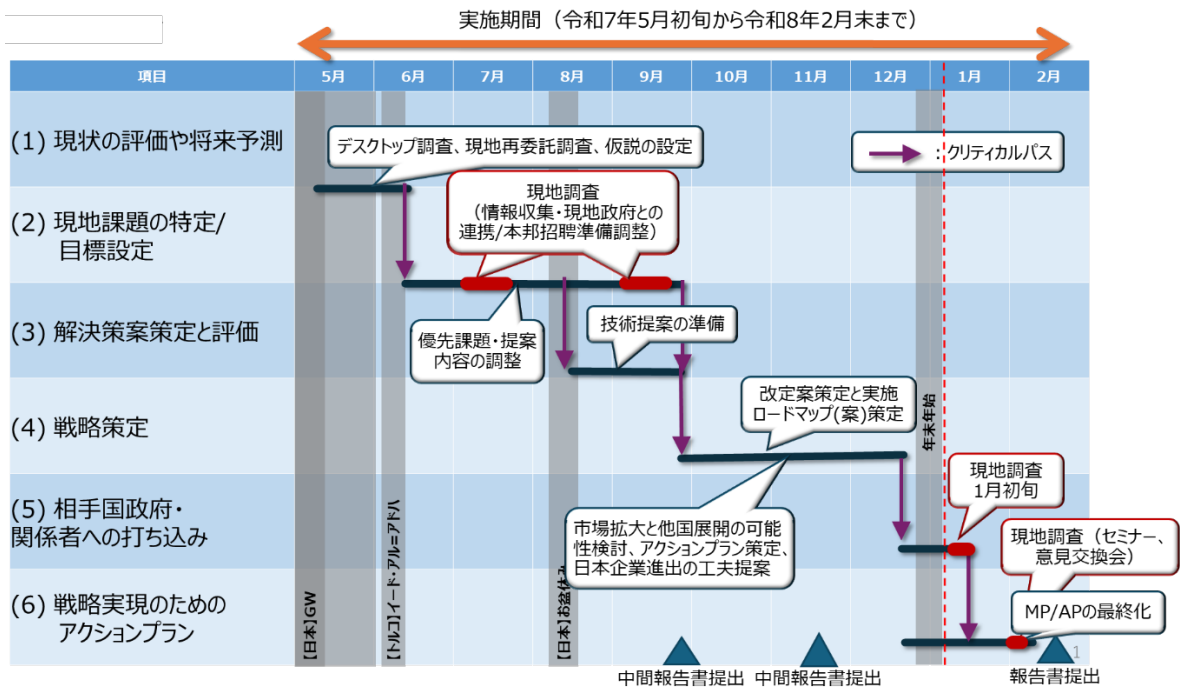 実施期間（令和7年5月初旬から令和8年2月末まで）
項目 5月 6月 7月 8月 9月 10月 11月 12月 1月 2月
(1) 現状の評価や将来予測
デスクトップ調査、現地再委託調査、仮説の設定
：クリティカルパス
(2) 現地課題の特定/
目標設定
現地調査
（情報収集・現地政府との
連携/本邦招聘準備調整）
(3) 解決策案策定と評価
優先課題・提案
内容の調整
技術提案の準備
(4) 戦略策定
改定案策定と実施
ロードマップ(案)策定
年末年始
(5) 相手国政府・
関係者への打ち込み
市場拡大と他国展開の可能
性検討、アクションプラン策定、
日本企業進出の工夫提案
現地調査
1月初旬
現地調査（セミナー、
意見交換会）
(6) 戦略実現のための
アクションプラン
MP/APの最終化
【日本】GW
【トルコ】イード・アル=アドハ
【日本】お盆休み
1
中間報告書提出
中間報告書提出
報告書提出